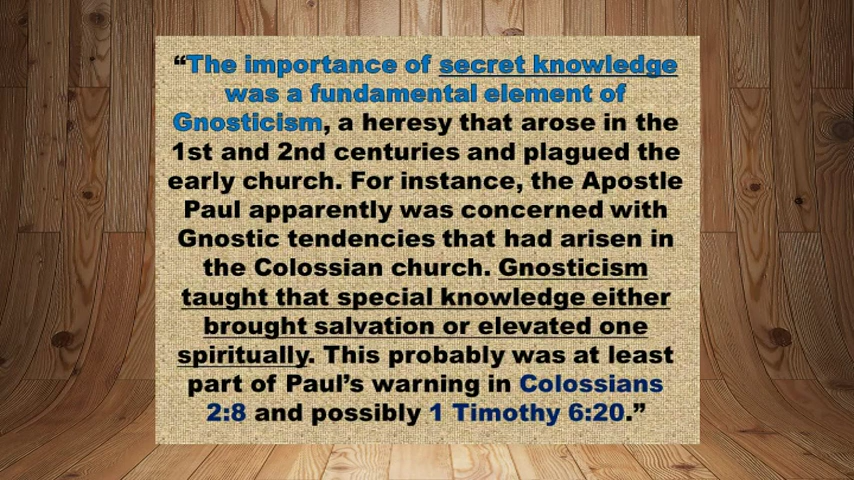 “The importance of secret knowledge
was a fundamental element of
Gnosticism, a heresy that arose in the
1st and 2nd centuries and plagued the
early church. For instance, the Apostle
Paul apparently was concerned with
Gnostic tendencies that had arisen in
the Colossian church. Gnosticism
taught that special knowledge either
brought salvation or elevated one
spiritually. This probably was at least
part of Paul’s warning in Colossians
2:8 and possibly 1 Timothy 6:20.”